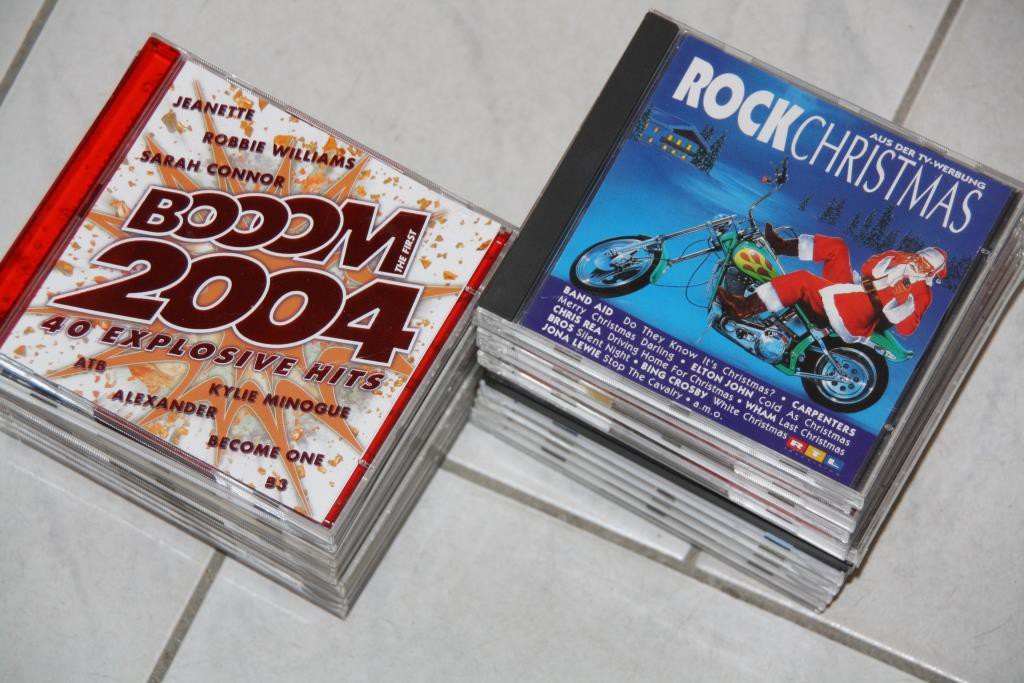 JEANETTE
ROBBIE WILLIAMS
SARAH CONNOR
BOOOM
THE FIRST
2004
40 EXPLOSIVE HITS
ATB
KYLIE MINOGUE
ALEXANDER
BECOME ONE
B3
ROCKCHRISTMAS
AUS DER TV-WERBUNG
BAND AID Do They Know It's Christmas? • CARPENTERS
Merry Christmas Darling • ELTON JOHN Cold As Christmas
CHRIS REA Driving Home For Christmas • WHAM Last Christmas
BROS Silent Night • BING CROSBY White Christmas
JONA LEWIE Stop The Cavalry • a.m.o.
RTL